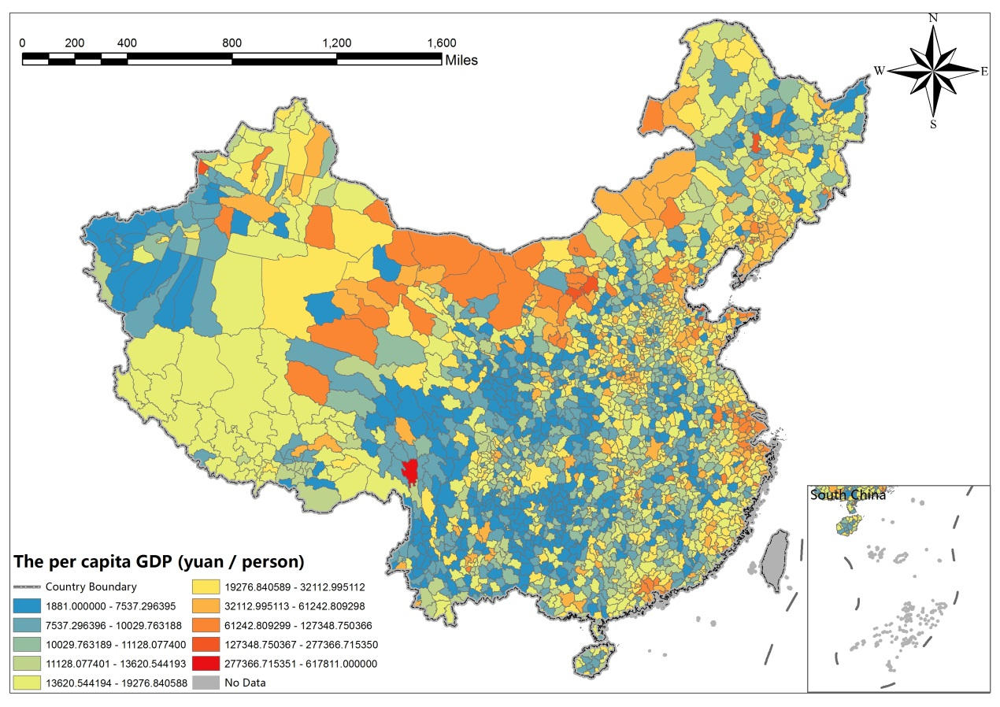 0 200 400 800 1,200 1,600
Miles
N
W E
S
South China
The per capita GDP (yuan / person)
Country Boundary
1881.000000 - 7537.296395
7537.296396 - 10029.763188
10029.763189 - 11128.077400
11128.077401 - 13620.544193
13620.544194 - 19276.840588
19276.840589 - 32112.995112
32112.995113 - 61242.809298
61242.809299 - 127348.750366
127348.750367 - 277366.715350
277366.715351 - 617811.000000
No Data